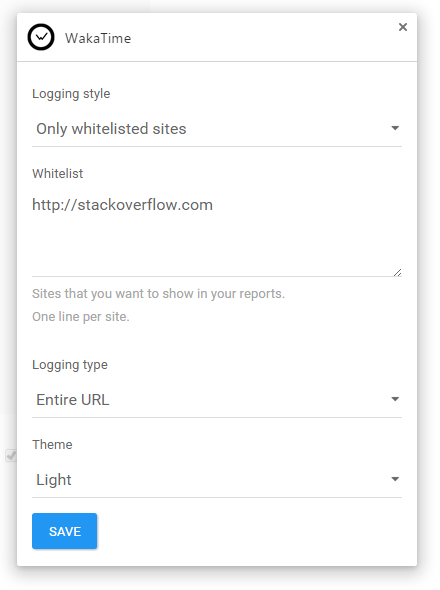 WakaTime
Logging style
Only whitelisted sites
Whitelist
http://stackoverflow.com
Sites that you want to show in your reports.
One line per site.
Logging type
Entire URL
Theme
Light
SAVE